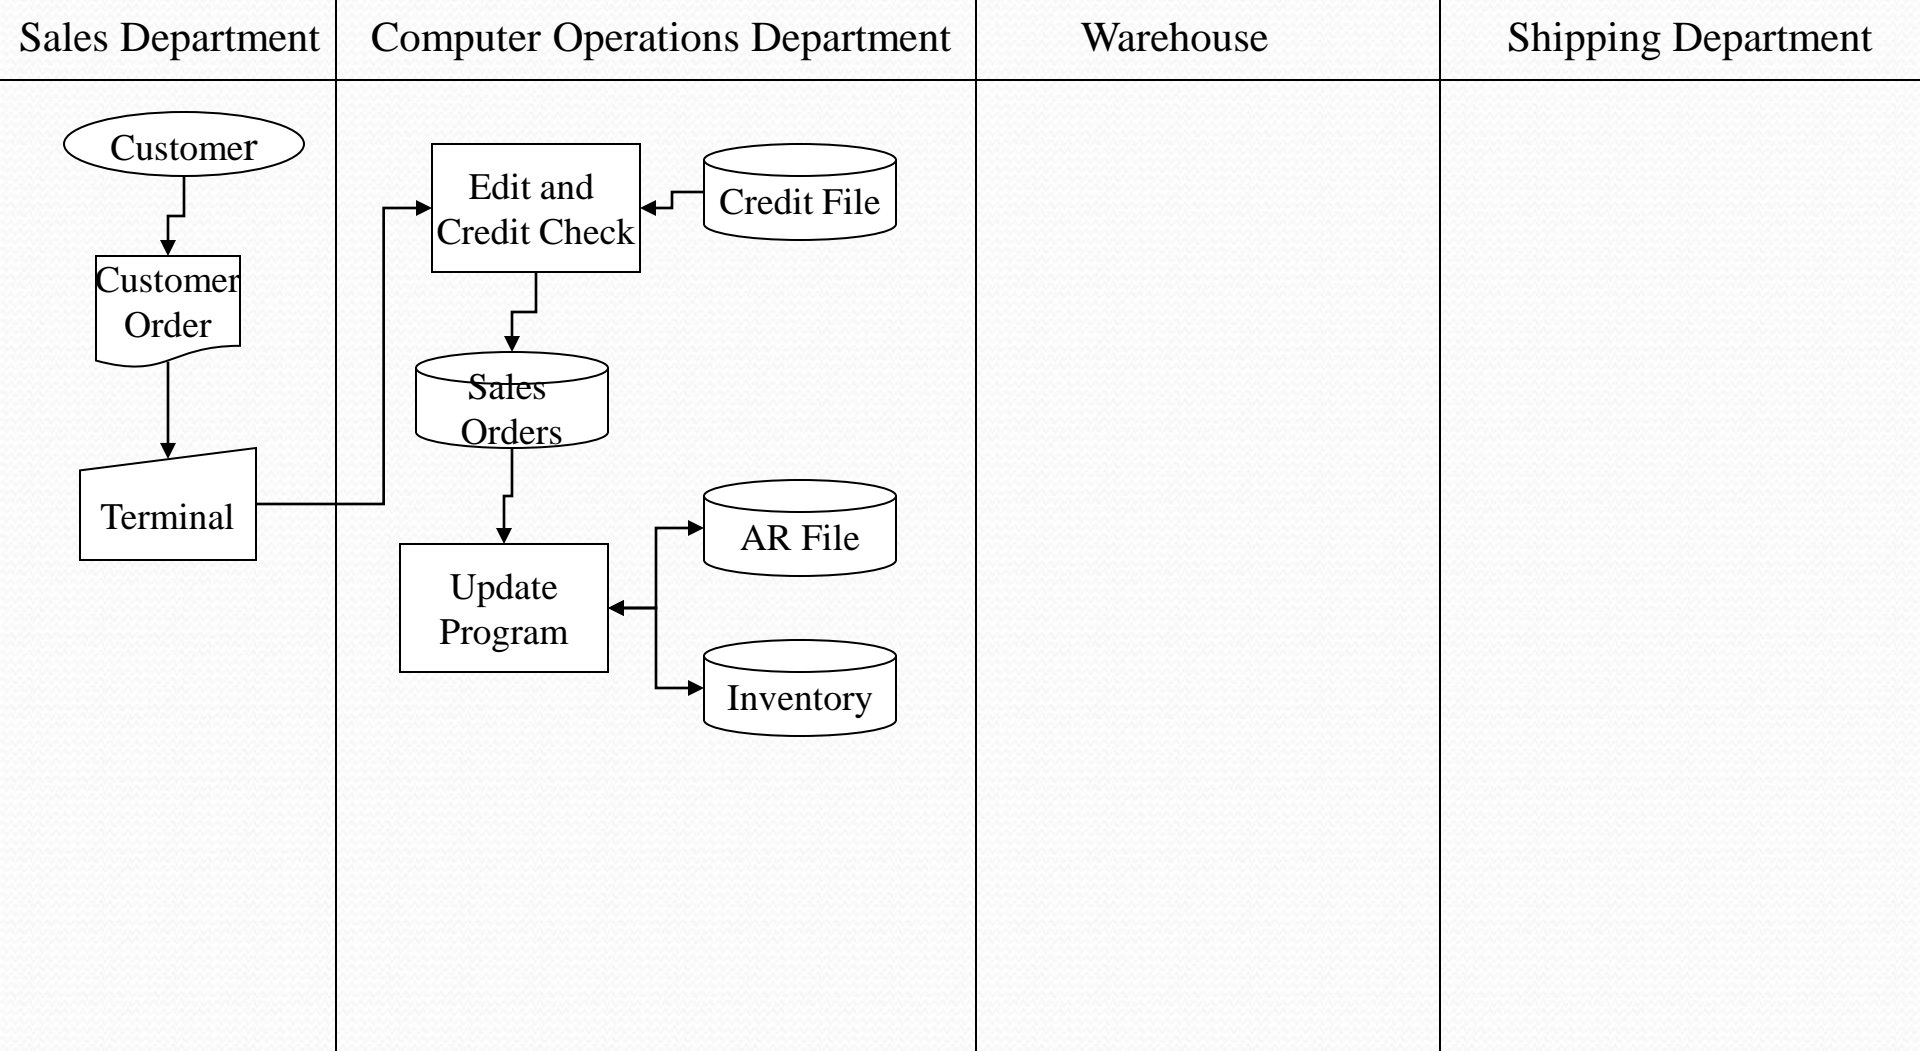 Sales Department
Computer Operations Department
Warehouse
Shipping Department
Customer
Customer
Order
Terminal
Edit and
Credit Check
Credit File
Sales
Orders
Update
Program
AR File
Inventory